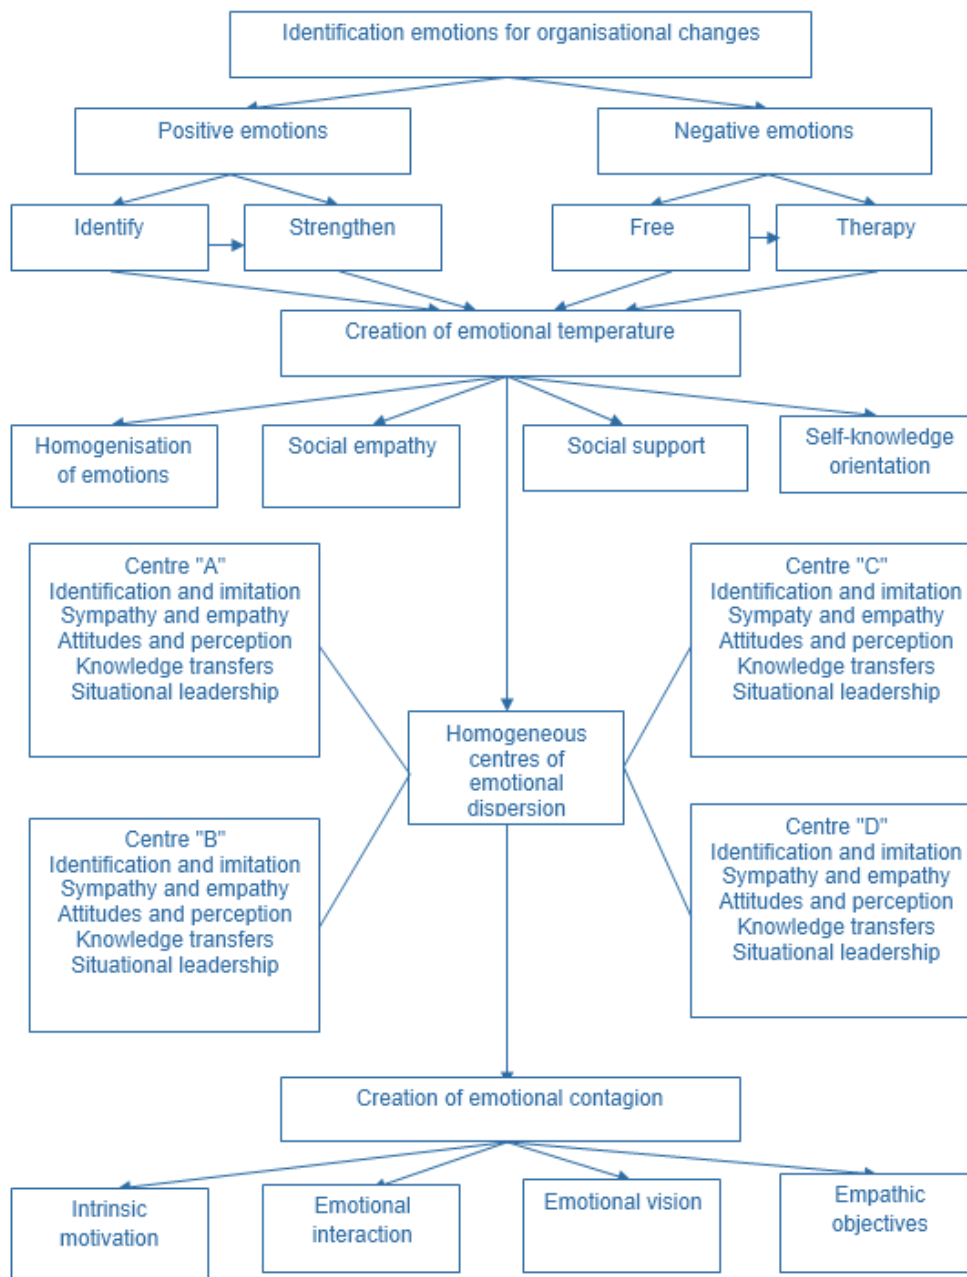 Identification emotions for organisational changes
Positive emotions
Negative emotions
Identify
Strengthen
Free
Therapy
Creation of emotional temperature
Homogenisation
of emotions
Social empathy
Social support
Self-knowledge
orientation
Centre "A"
Identification and imitation
Sympathy and empathy
Attitudes and perception
Knowledge transfers
Situational leadership
Centre "C"
Identification and imitation
Sympaty and empathy
Attitudes and perception
Knowledge transfers
Situational leadership
Homogeneous
centres of
emotional
dispersion
Centre "B"
Identification and imitation
Sympathy and empathy
Attitudes and perception
Knowledge transfers
Situational leadership
Centre "D"
Identification and imitation
Sympathy and empathy
Attitudes and perception
Knowledge transfers
Situational leadership
Creation of emotional contagion
Intrinsic
motivation
Emotional
interaction
Emotional vision
Empathic
objectives